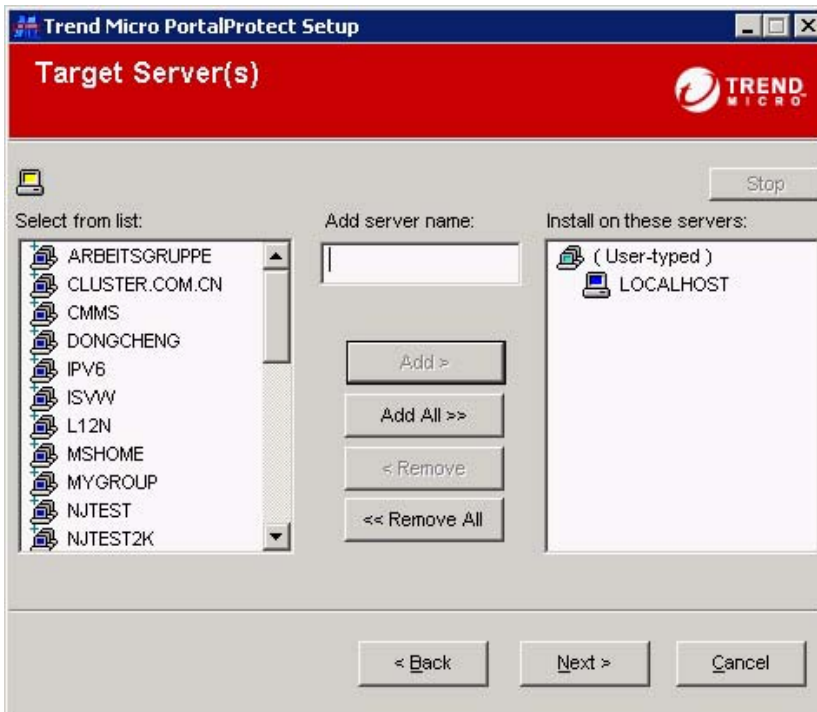 Trend Micro PortalProtect Setup
Target Server(s)
TREND
MICRO
Stop
Select from list:
Add server name:
Install on these servers:
ARBEITSGRUPPE
CLUSTER.COM.CN
CMMS
DONGCHENG
IPV6
ISVW
L12N
MSHOME
MYGROUP
NJTEST
NJTEST2K
Add >
Add All >>
< Remove
<< Remove All
( User-typed )
LOCALHOST
< Back
Next >
Cancel